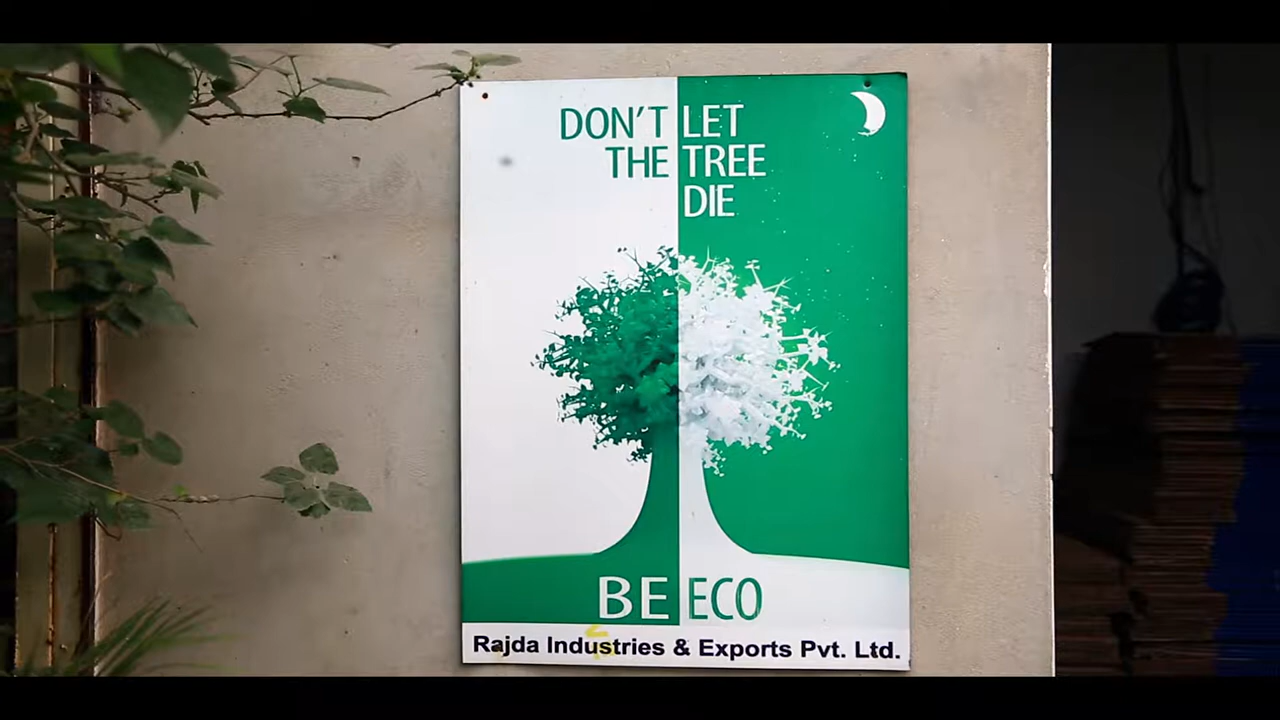 DON'T LET
THE TREE
DIE
BE ECO
Rajda Industries & Exports Pvt. Ltd.